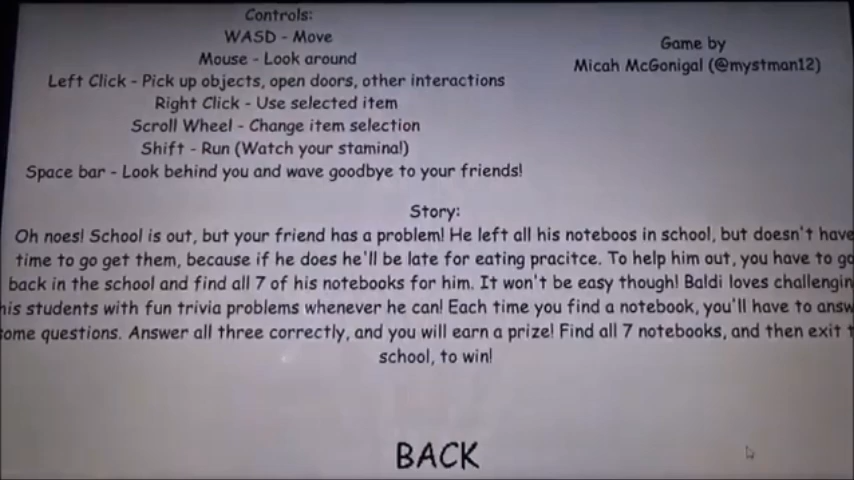 Controls:
WASD - Move
Mouse - Look around
Left Click - Pick up objects, open doors, other interactions
Right Click - Use selected item
Scroll Wheel - Change item selection
Shift - Run (Watch your stamina!)
Space bar - Look behind you and wave goodbye to your friends!
Game by
Micah McGonigal (@mystman12)
Story:
Oh noes! School is out, but your friend has a problem! He left all his noteboos in school, but doesn't have
time to go get them, because if he does he'll be late for eating pracitce. To help him out, you have to go
back in the school and find all 7 of his notebooks for him. It won't be easy though! Baldi loves challengin
his students with fun trivia problems whenever he can! Each time you find a notebook, you'll have to answ
some questions. Answer all three correctly, and you will earn a prize! Find all 7 notebooks, and then exit t
school, to win!
BACK